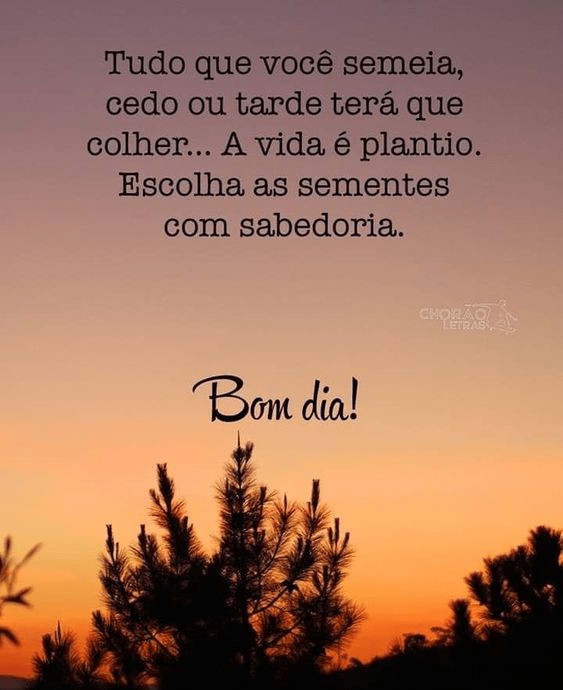 Tudo que você semeia,
cedo ou tarde terá que
colher... A vida é plantio.
Escolha as sementes
com sabedoria.
CHORÃO
LETRAS
Bom dia!